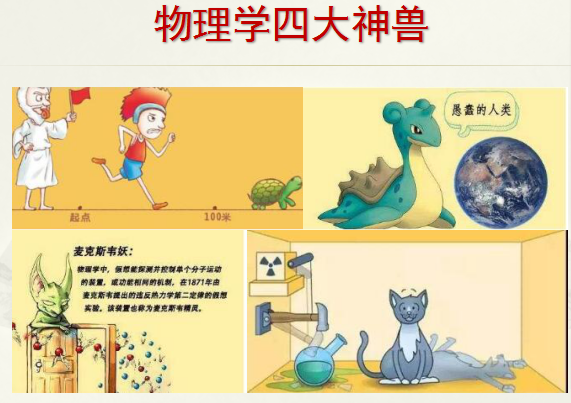 物理学四大神兽
起点
100米
愚蠢的人类
麦克斯韦妖：
物理学中，假想能探测并控制单个分子运动
的装置，或功能相同的机制，在1871年由
麦克斯韦提出的违反热力学第二定律的假想
实验。该装置也称为麦克斯韦精灵。